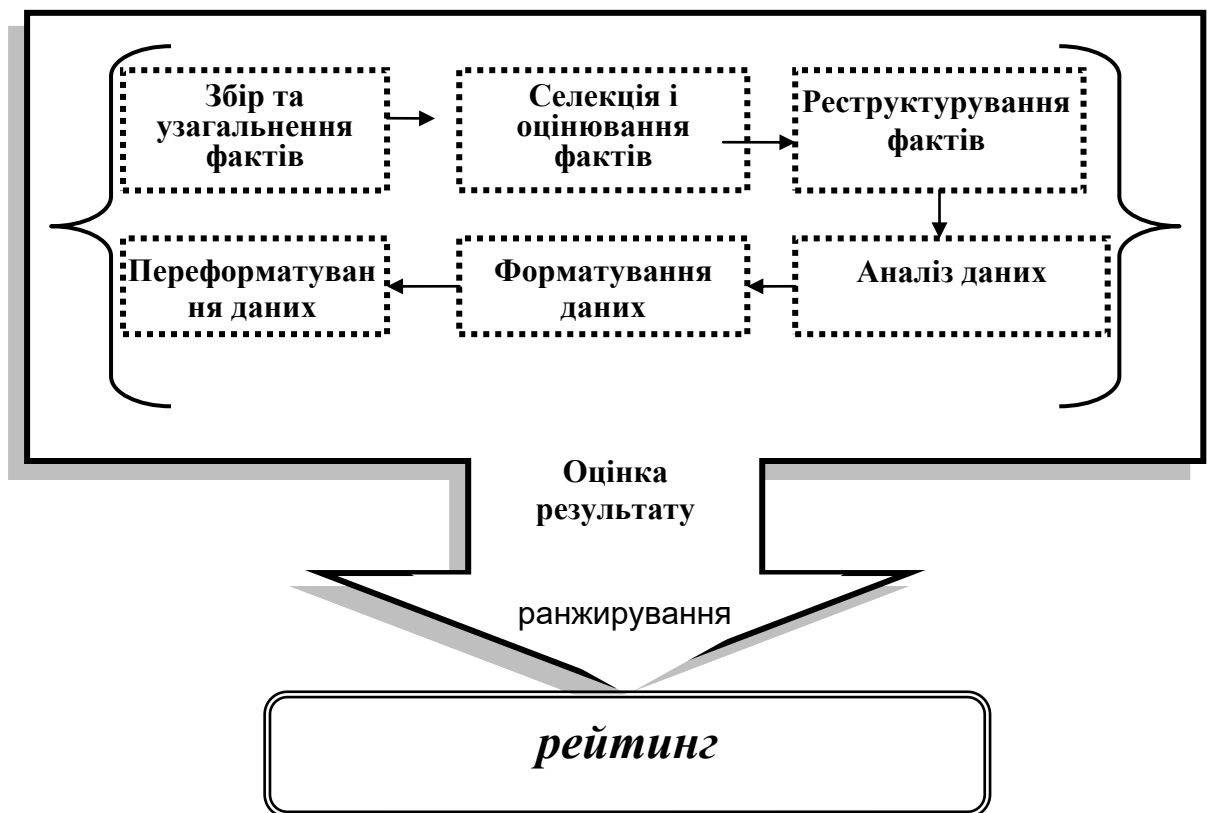 Збір та
узагальнення
фактів
Селекція і
оцінювання
фактів
Реструктурування
фактів
Переформатуван
ня даних
Форматування
даних
Аналіз даних
Оцінка
результату
ранжирування
рейтинг